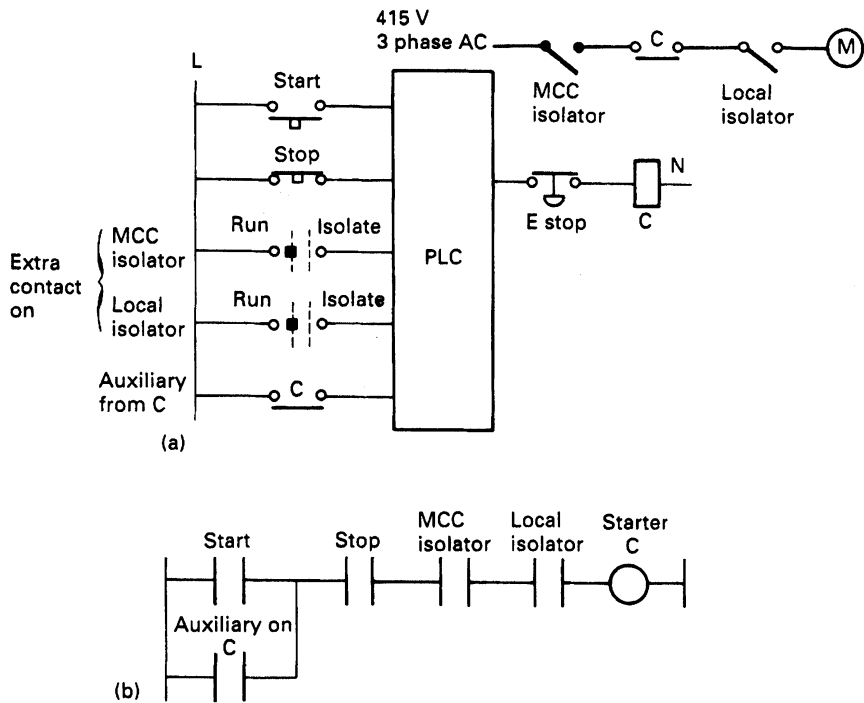 415 V
3 phase AC
C
M
MCC
isolator
Local
isolator
L
Start
Stop
Extra
contact
on
MCC
isolator
Run
Isolate
Local
isolator
Run
Isolate
Auxiliary
from C
C
PLC
E stop
C
N
(a)
Start
Stop
MCC
isolator
Local
isolator
Starter
C
Auxiliary on
C
(b)